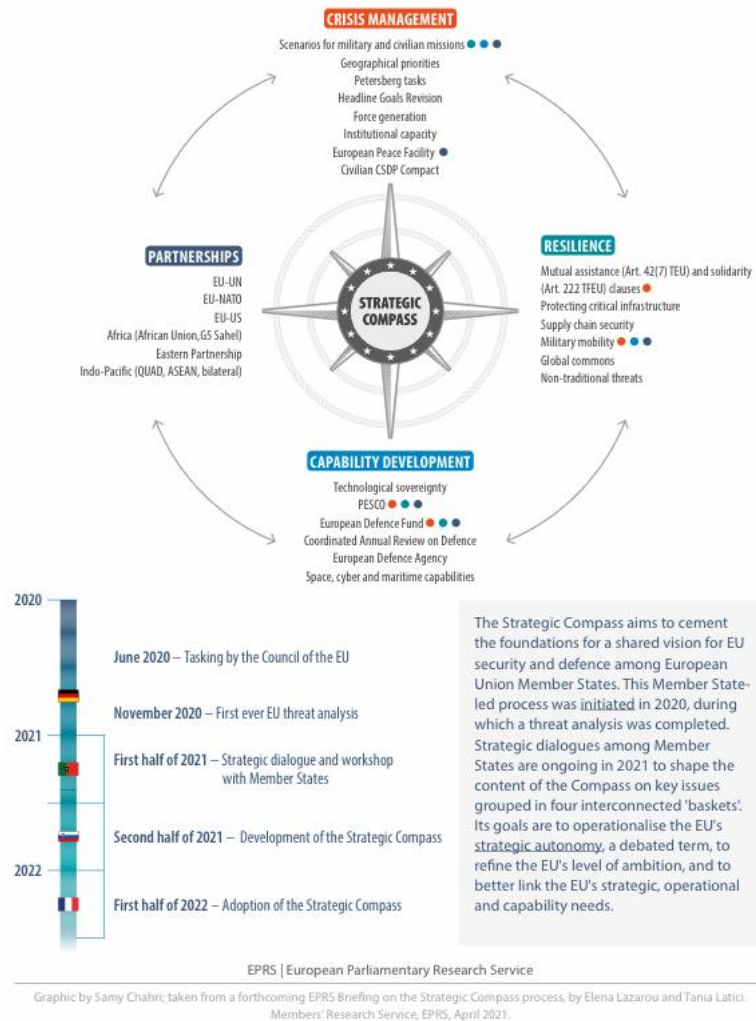 CRISIS MANAGEMENT
Scenarios for military and civilian missions
Geographical priorities
Petersberg tasks
Headline Goals Revision
Force generation
Institutional capacity
European Peace Facility
Civilian CSDP Compact
PARTNERSHIPS
EU-UN
EU-NATO
EU-US
Africa (African Union,G5 Sahel)
Eastern Partnership
Indo-Pacific (QUAD, ASEAN, bilateral)
STRATEGIC
COMPASS
RESILIENCE
Mutual assistance (Art. 42(7) TEU) and solidarity
(Art. 222 TFEU) clauses
Protecting critical infrastructure
Supply chain security
Military mobility
Global commons
Non-traditional threats
CAPABILITY DEVELOPMENT
Technological sovereignty
PESCO
European Defence Fund
Coordinated Annual Review on Defence
European Defence Agency
Space, cyber and maritime capabilities
2020
June 2020 – Tasking by the Council of the EU
November 2020 – First ever EU threat analysis
2021
First half of 2021 – Strategic dialogue and workshop
with Member States
Second half of 2021 – Development of the Strategic Compass
2022
First half of 2022 – Adoption of the Strategic Compass
The Strategic Compass aims to cement
the foundations for a shared vision for EU
security and defence among European
Union Member States. This Member State-
led process was initiated in 2020, during
which a threat analysis was completed.
Strategic dialogues among Member
States are ongoing in 2021 to shape the
content of the Compass on key issues
grouped in four interconnected 'baskets'.
Its goals are to operationalise the EU's
strategic autonomy, a debated term, to
refine the EU's level of ambition, and to
better link the EU's strategic, operational
and capability needs.
EPRS | European Parliamentary Research Service
Graphic by Samy Chahri; taken from a forthcoming EPRS Briefing on the Strategic Compass process, by Elena Lazarou and Tania Latici.
Members' Research Service, EPRS, April 2021.